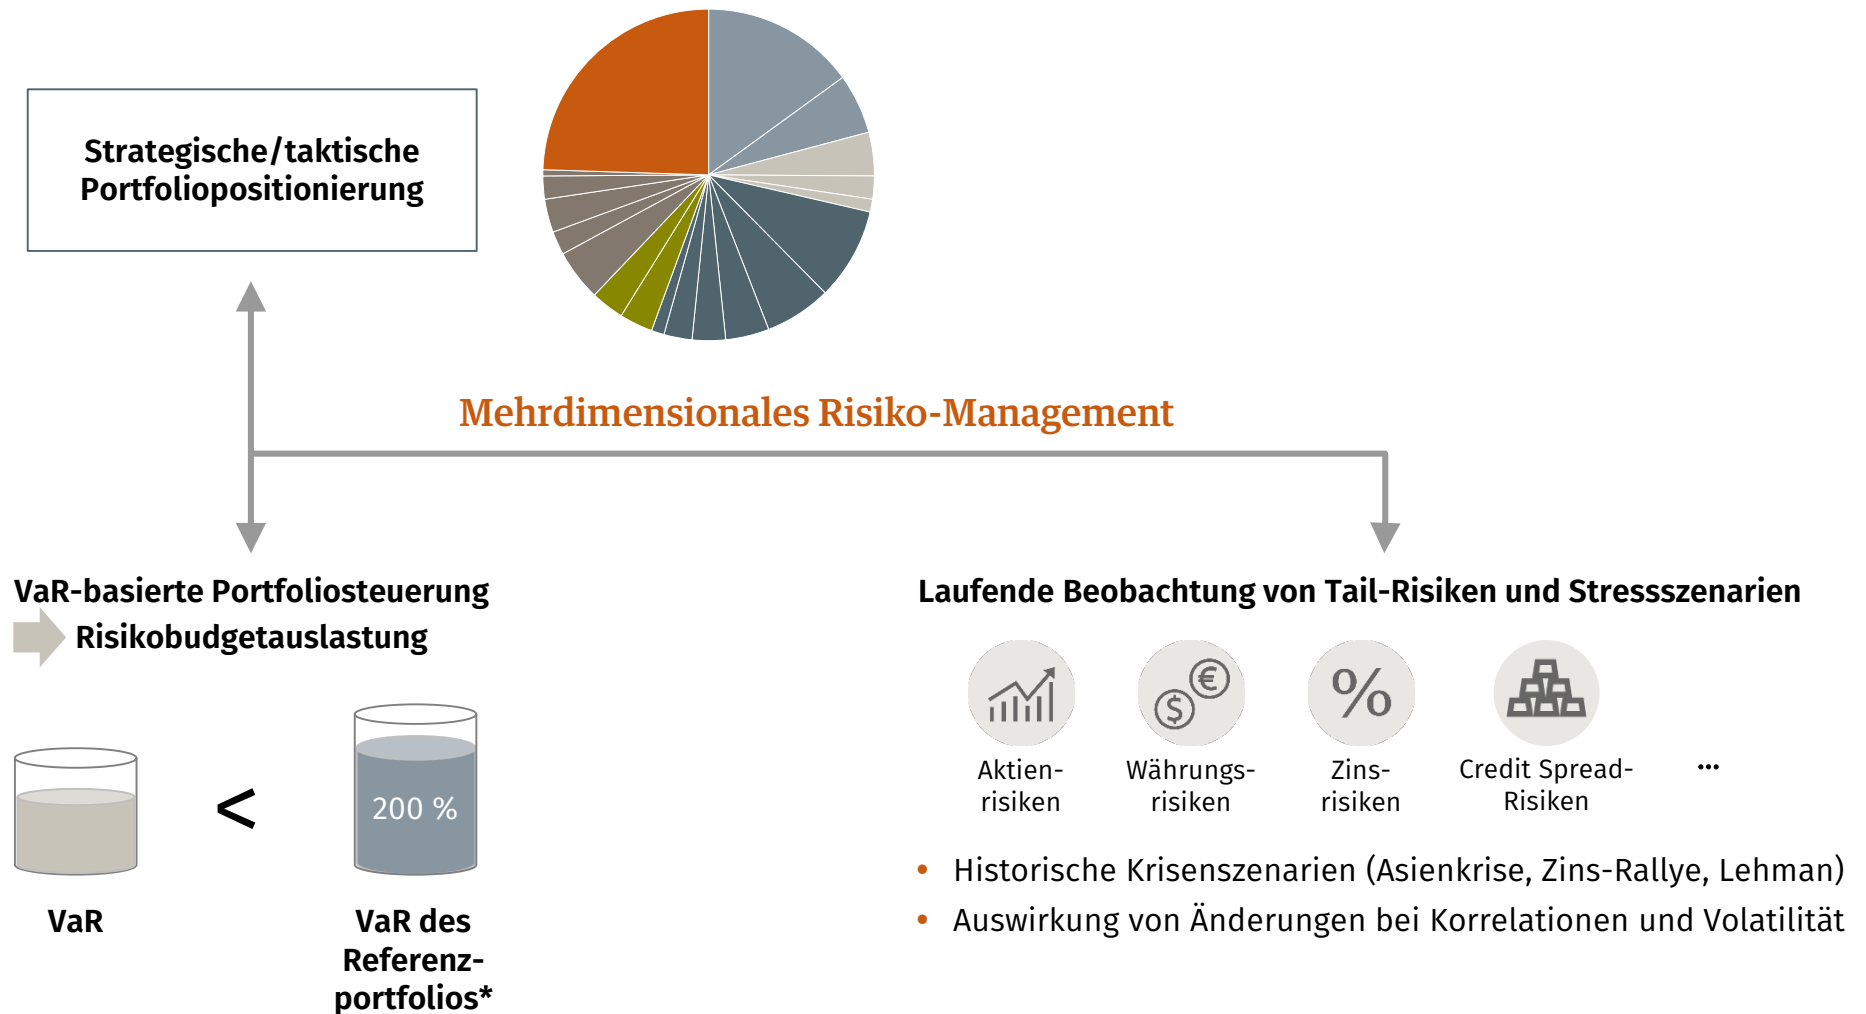 Strategische/taktische
Portfoliopositionierung
Mehrdimensionales Risiko-Management
VaR-basierte Portfoliosteuerung
Risikobudgetauslastung
200 %
<
VaR
VaR des
Referenz-
portfolios*
Laufende Beobachtung von Tail-Risiken und Stressszenarien
€
$
%
Aktien-
risiken
Währungs-
risiken
Zins-
risiken
Credit Spread-
Risiken
...
• Historische Krisenszenarien (Asienkrise, Zins-Rallye, Lehman)
• Auswirkung von Änderungen bei Korrelationen und Volatilität